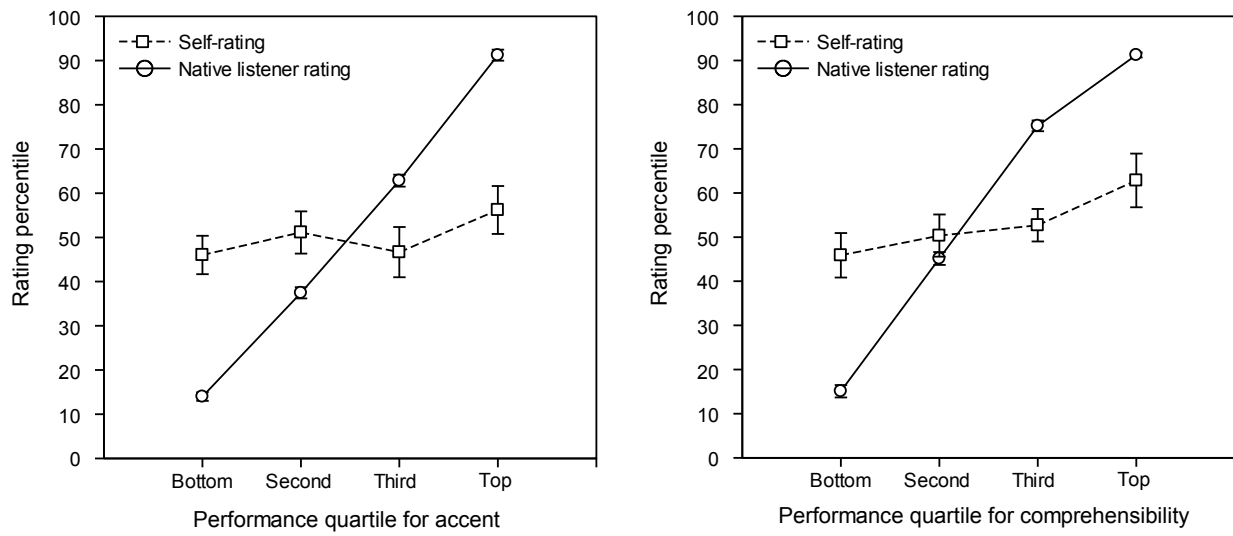 100
90
80
70
60
50
40
30
20
10
0
Rating percentile
Self-rating
Native listener rating
Bottom Second Third Top
Performance quartile for accent
100
90
80
70
60
50
40
30
20
10
0
Rating percentile
Self-rating
Native listener rating
Bottom Second Third Top
Performance quartile for comprehensibility